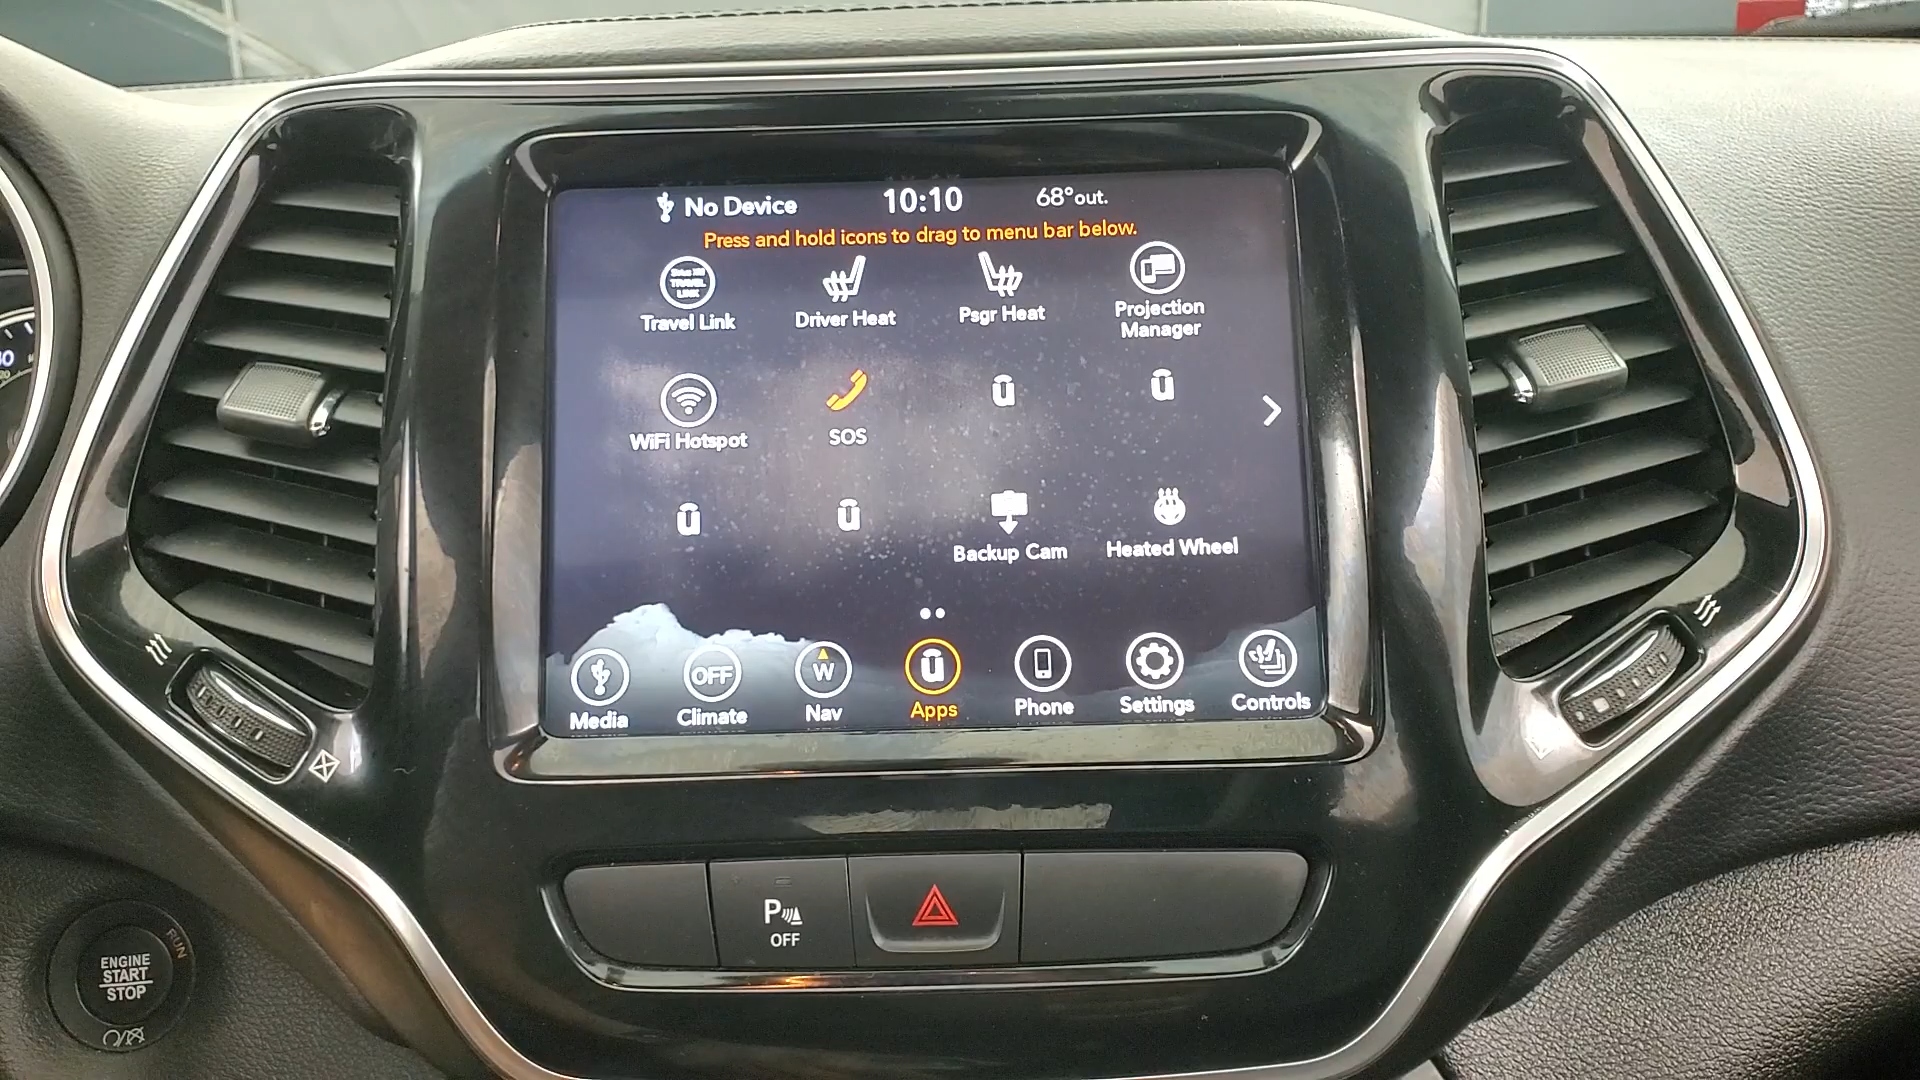 No Device
10:10
68°out.
Press and hold icons to drag to menu bar below.
TRAVEL
LINK
Travel Link
Driver Heat
Psgr Heat
Projection
Manager
WiFi Hotspot
SOS
Backup Cam
Heated Wheel
OFF
W
Media
Climate
Nav
Apps
Phone
Settings
Controls
P
OFF
RUN
ENGINE
START
STOP